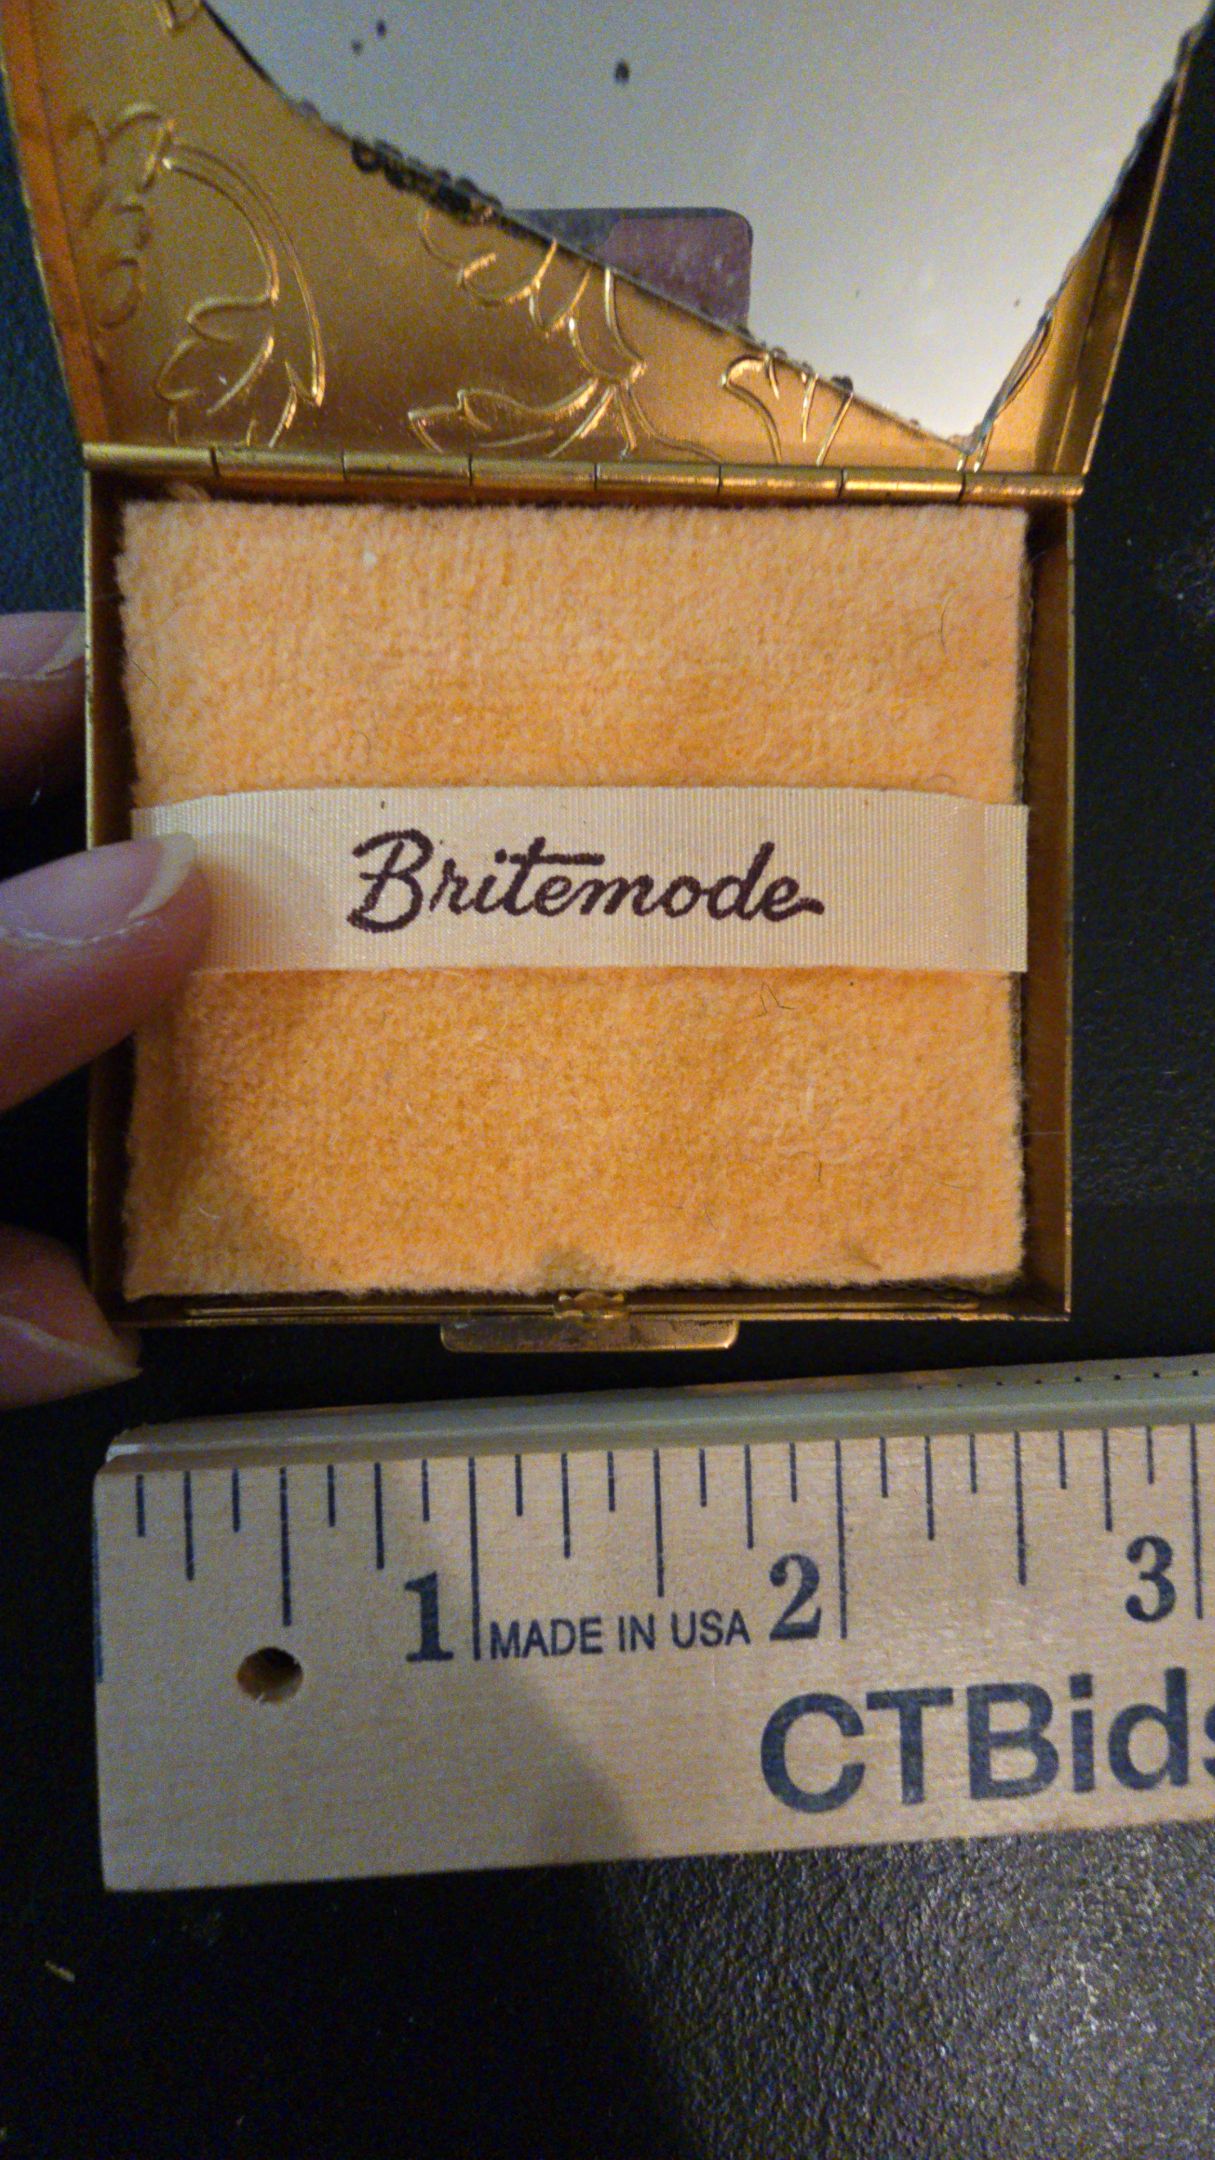 Britemode
1 2 3
MADE IN USA
CTBids